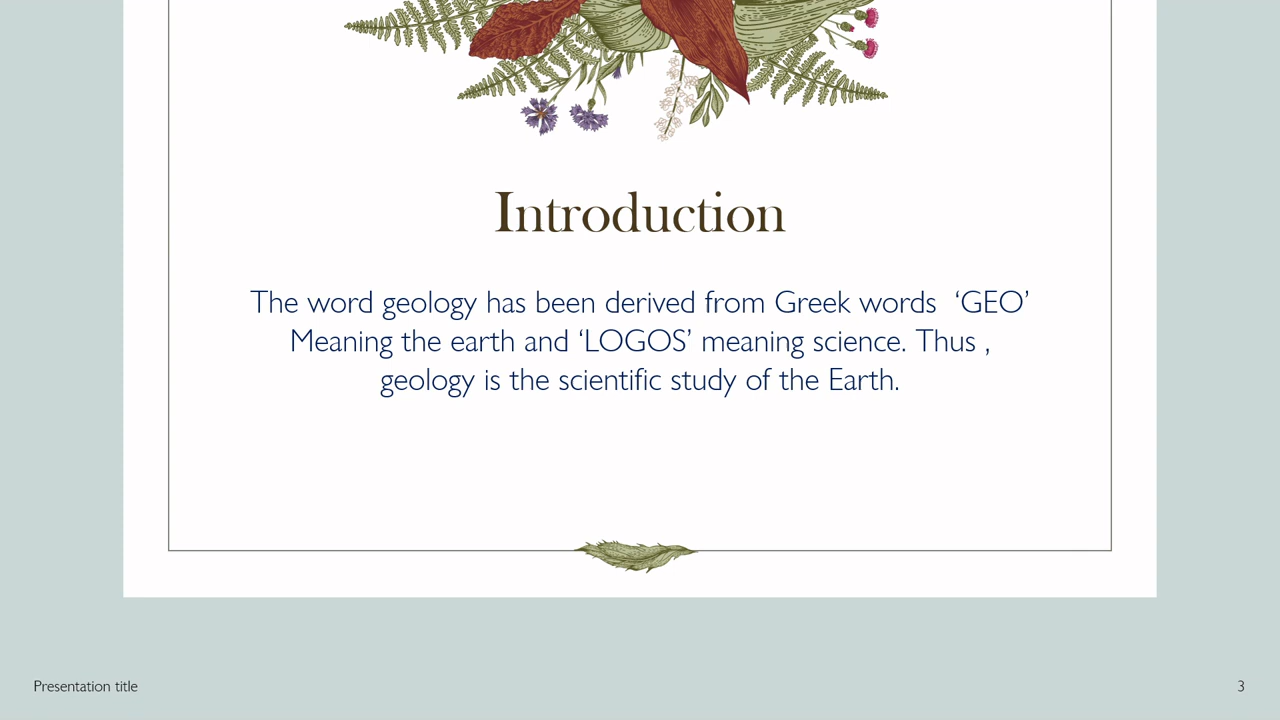 Introduction
The word geology has been derived from Greek words  ‘GEO’
Meaning the earth and ‘LOGOS’ meaning science. Thus ,
geology is the scientific study of the Earth.
Presentation title
3